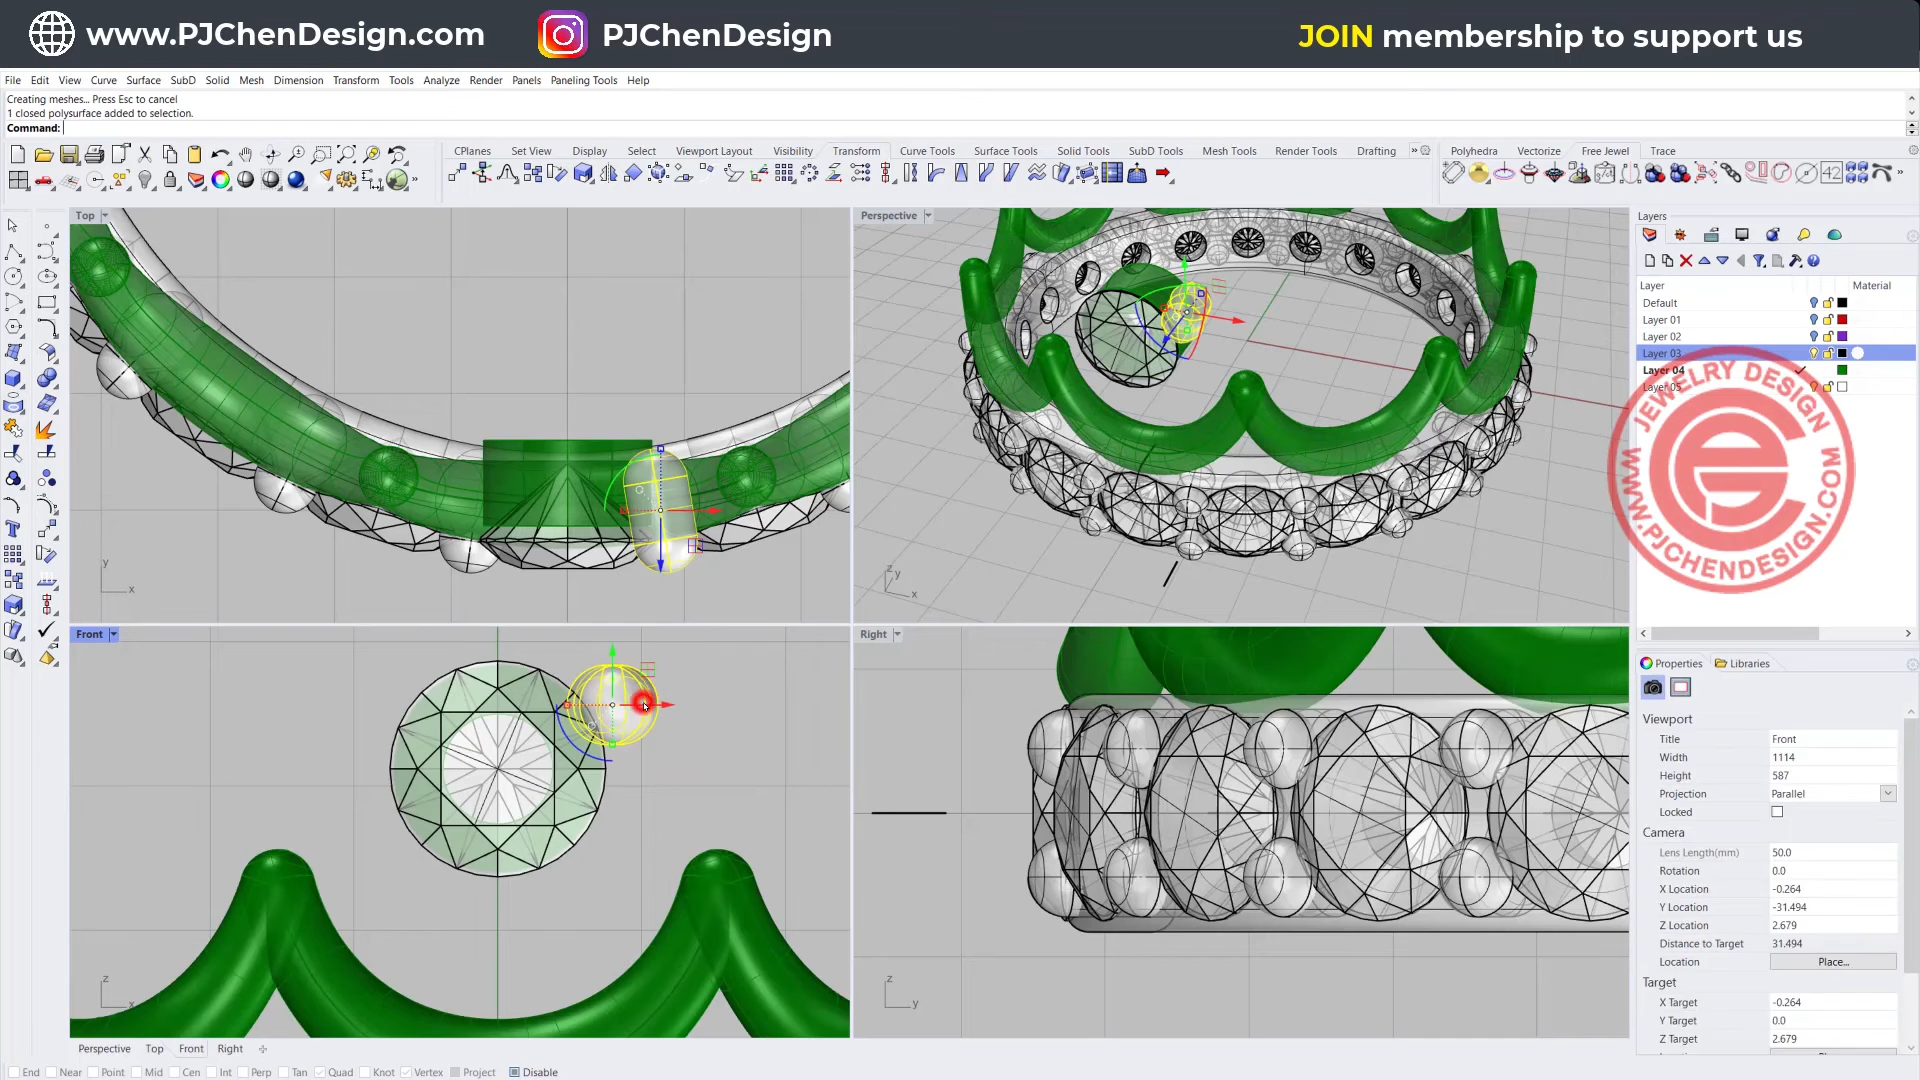 www.PJChenDesign.com PJChenDesign JOIN membership to support us
File Edit View Curve Surface SubD Solid Mesh Dimension Transform Tools Analyze Render Panels Paneling Tools Help
Creating meshes... Press Esc to cancel
1 closed polysurface added to selection.
Command:
CPlanes Set View Display Select Viewport Layout Visibility Transform Curve Tools Surface Tools Solid Tools SubD Tools Mesh Tools Render Tools Drafting » Polyhedra Vectorize Free Jewel Trace
Top Perspective Layers
Layer Material
Default
Layer 01
Layer 02
Layer 03
Layer 04
Layer 05
JEWELRY DESIGN
WWW.PJCHENDESIGN.COM
y
x
z y
x
Front Right
z
x
z
y
Properties Libraries
Viewport
Title Front
Width 1114
Height 587
Projection Parallel
Locked
Camera
Lens Length(mm) 50.0
Rotation 0.0
X Location -0.264
Y Location -31.494
Z Location 2.679
Distance to Target 31.494
Location Place...
Target
X Target -0.264
Y Target 0.0
Z Target 2.679
Perspective Top Front Right
End Near Point Mid Cen Int Perp Tan Quad Knot Vertex Project Disable